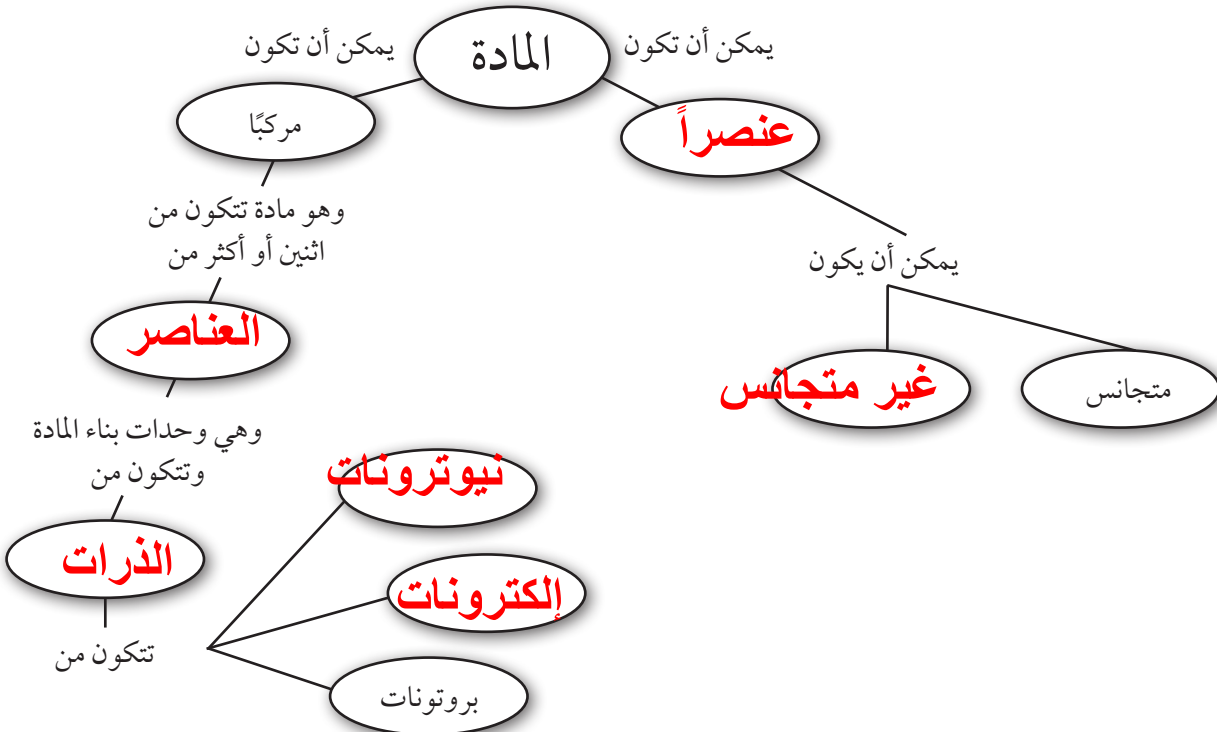 المادة
يمكن أن تكون
يمكن أن تكون
عنصراً
يمكن أن يكون
متجانس
غير متجانس
مركبًا
وهو مادة تتكون من
اثنين أو أكثر من
العناصر
وهي وحدات بناء المادة
وتتكون من
الذرات
تتكون من
نيوترونات
إلكترونات
بروتونات